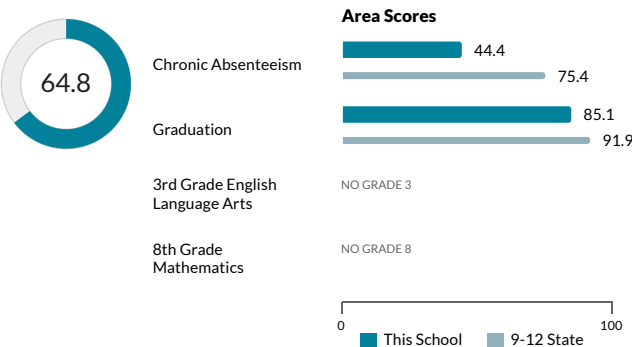 Area Scores
64.8
Chronic Absenteeism
44.4
75.4
Graduation
85.1
91.9
3rd Grade English
Language Arts
NO GRADE 3
8th Grade
Mathematics
NO GRADE 8
0
100
This School
9-12 State